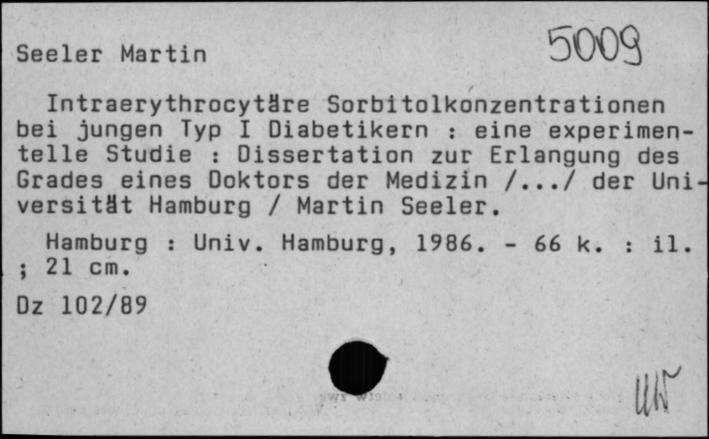 5009
Seeler Martin
Intraerythrocytäre Sorbitolkonzentrationen
bei jungen Typ I Diabetikern : eine experimen-
telle Studie : Dissertation zur Erlangung des
Grades eines Doktors der Medizin /.../ der Uni-
versität Hamburg / Martin Seeler.
Hamburg : Univ. Hamburg, 1986. - 66 k. : il.
; 21 cm.
Dz 102/89